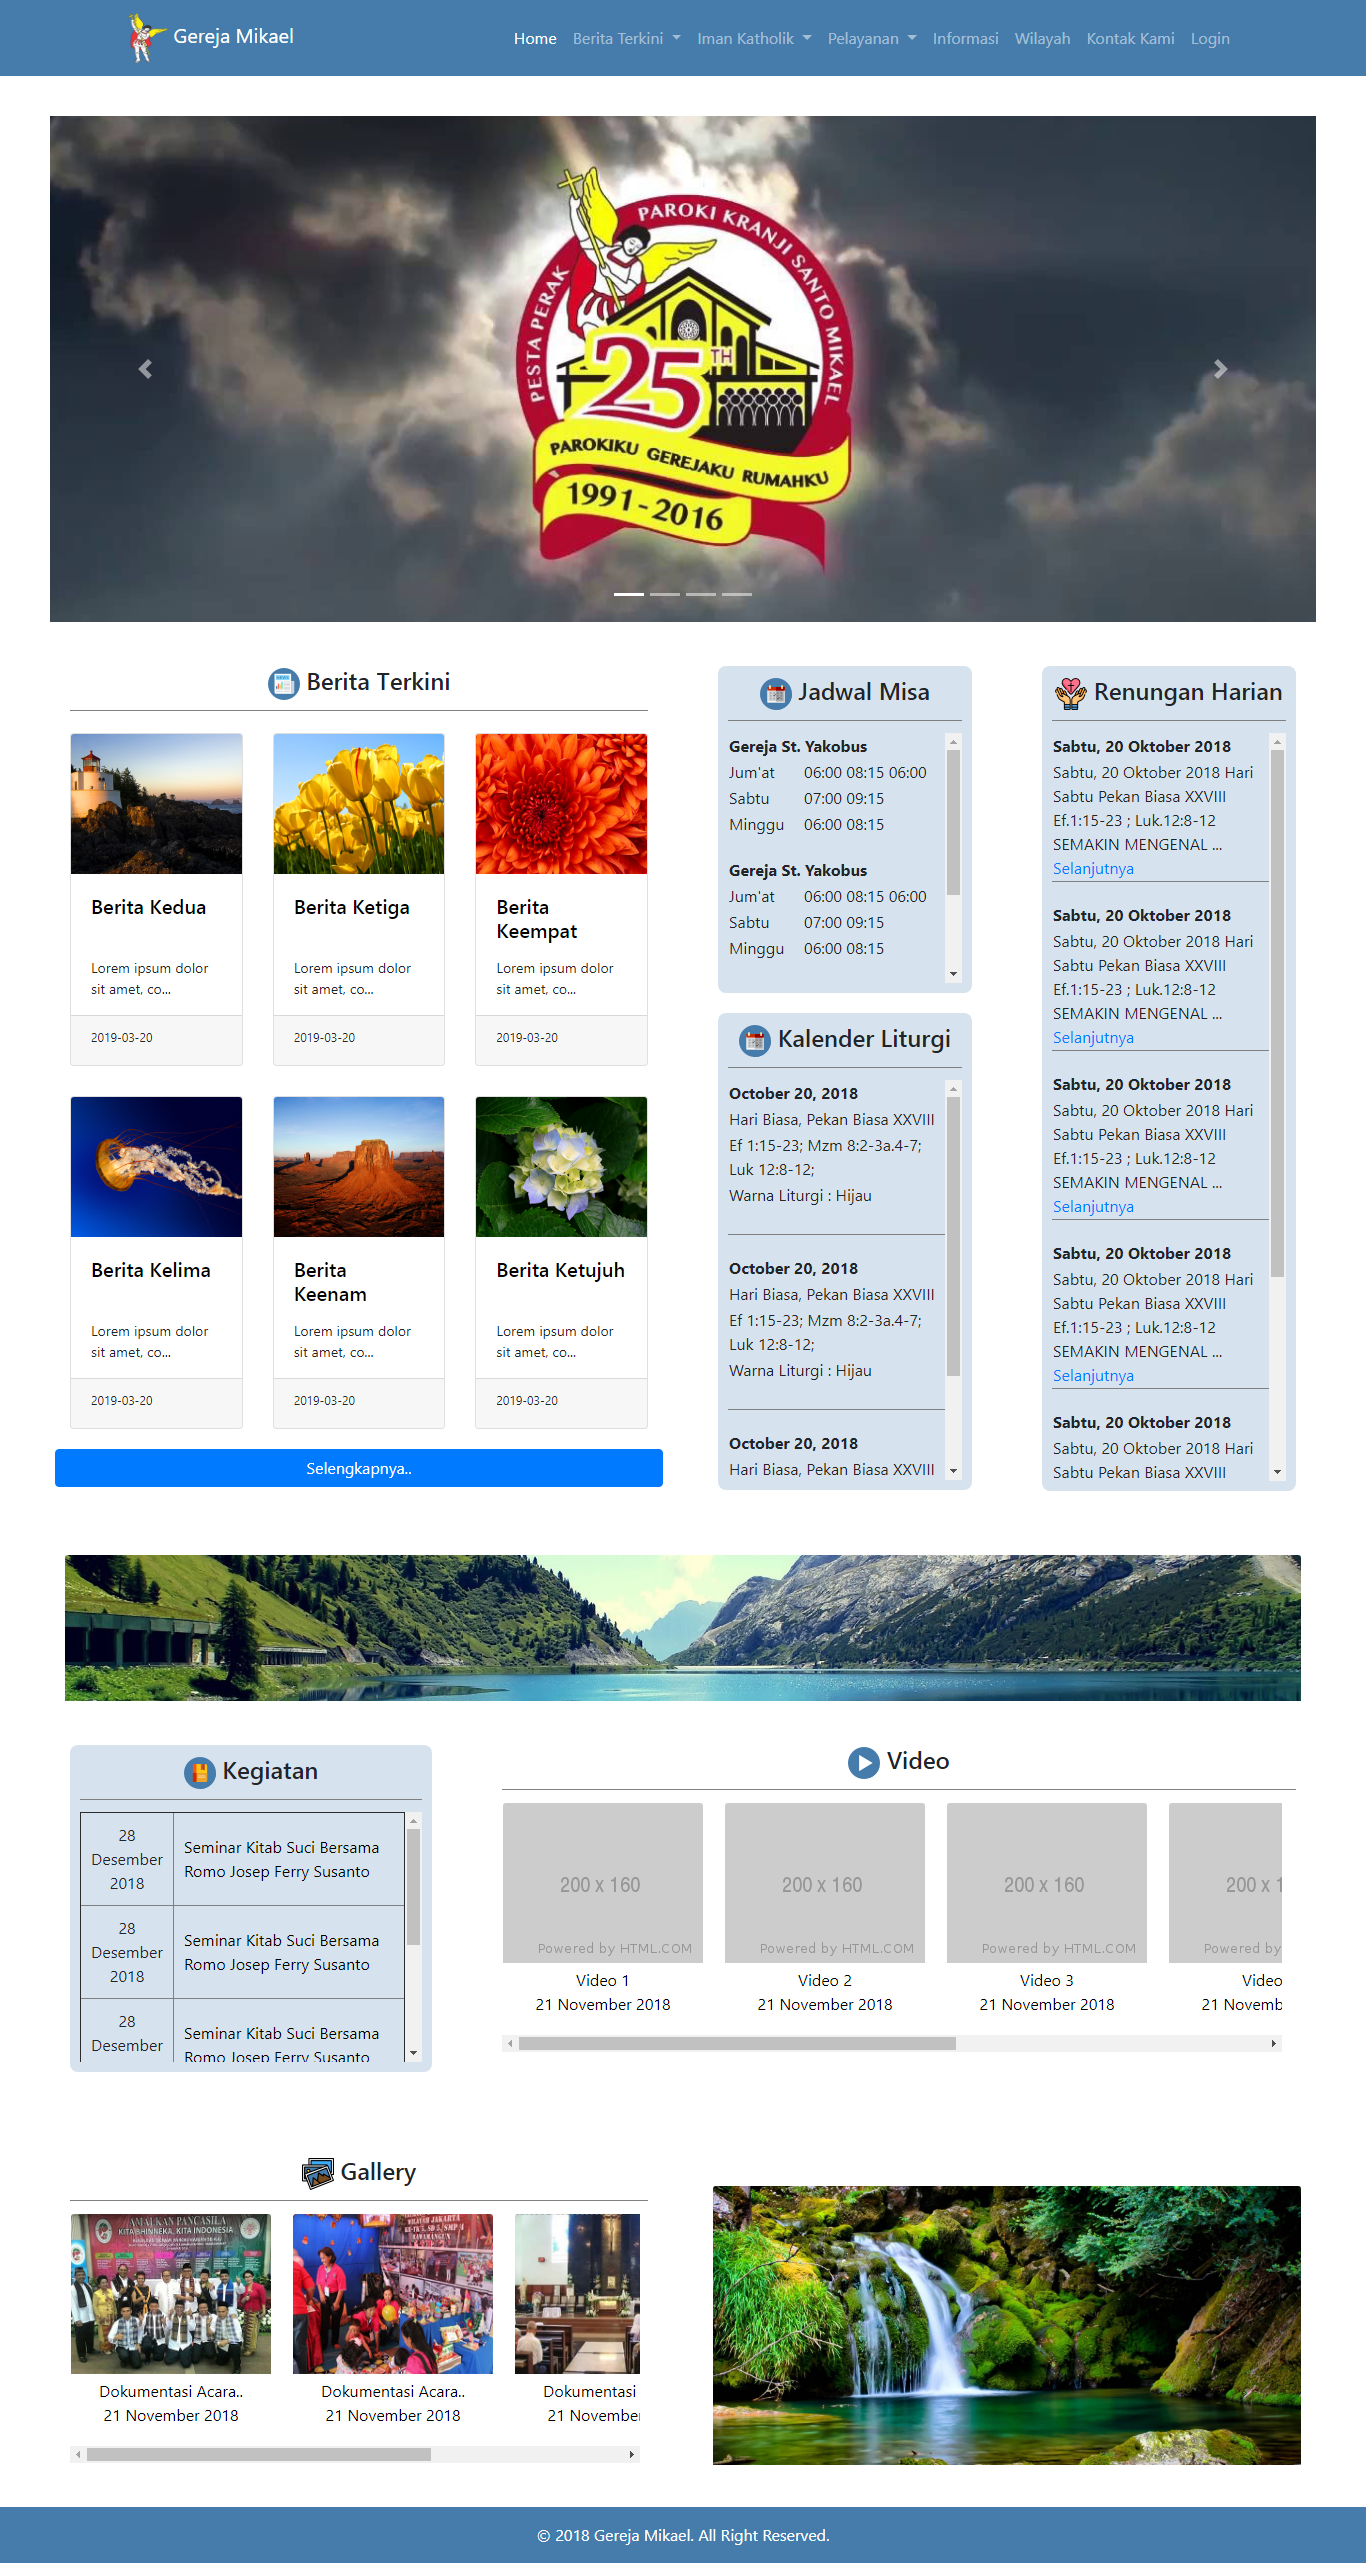 Gereja Mikael
Home Berita Terkini Iman Katholik Pelayanan Informasi Wilayah Kontak Kami Login
PESTA PERAK PAROKI KRANJI SANTO MIKAEL
25TH
PAROKIKU GEREJAKU RUMAHKU
1991-2016
Berita Terkini
Berita Kedua
Lorem ipsum dolor
sit amet, co...
2019-03-20
Berita Ketiga
Lorem ipsum dolor
sit amet, co...
2019-03-20
Berita
Keempat
Lorem ipsum dolor
sit amet, co...
2019-03-20
Berita Kelima
Lorem ipsum dolor
sit amet, co...
2019-03-20
Berita
Keenam
Lorem ipsum dolor
sit amet, co...
2019-03-20
Berita Ketujuh
Lorem ipsum dolor
sit amet, co...
2019-03-20
Selengkapnya..
Jadwal Misa
Gereja St. Yakobus
Jum'at 06:00 08:15 06:00
Sabtu 07:00 09:15
Minggu 06:00 08:15
Gereja St. Yakobus
Jum'at 06:00 08:15 06:00
Sabtu 07:00 09:15
Minggu 06:00 08:15
Kalender Liturgi
October 20, 2018
Hari Biasa, Pekan Biasa XXVIII
Ef 1:15-23; Mzm 8:2-3a.4-7;
Luk 12:8-12;
Warna Liturgi : Hijau
October 20, 2018
Hari Biasa, Pekan Biasa XXVIII
Ef 1:15-23; Mzm 8:2-3a.4-7;
Luk 12:8-12;
Warna Liturgi : Hijau
October 20, 2018
Hari Biasa, Pekan Biasa XXVIII
Renungan Harian
Sabtu, 20 Oktober 2018
Sabtu, 20 Oktober 2018 Hari
Sabtu Pekan Biasa XXVIII
Ef.1:15-23 ; Luk.12:8-12
SEMAKIN MENGENAL ...
Selanjutnya
Sabtu, 20 Oktober 2018
Sabtu, 20 Oktober 2018 Hari
Sabtu Pekan Biasa XXVIII
Ef.1:15-23 ; Luk.12:8-12
SEMAKIN MENGENAL ...
Selanjutnya
Sabtu, 20 Oktober 2018
Sabtu, 20 Oktober 2018 Hari
Sabtu Pekan Biasa XXVIII
Ef.1:15-23 ; Luk.12:8-12
SEMAKIN MENGENAL ...
Selanjutnya
Sabtu, 20 Oktober 2018
Sabtu, 20 Oktober 2018 Hari
Sabtu Pekan Biasa XXVIII
Ef.1:15-23 ; Luk.12:8-12
SEMAKIN MENGENAL ...
Selanjutnya
Sabtu, 20 Oktober 2018
Sabtu, 20 Oktober 2018 Hari
Sabtu Pekan Biasa XXVIII
Kegiatan
28
Desember
2018
Seminar Kitab Suci Bersama
Romo Josep Ferry Susanto
28
Desember
2018
Seminar Kitab Suci Bersama
Romo Josep Ferry Susanto
28
Desember
Seminar Kitab Suci Bersama
Romo Josep Ferry Susanto
Video
200 x 160
Powered by HTML.COM
Video 1
21 November 2018
200 x 160
Powered by HTML.COM
Video 2
21 November 2018
200 x 160
Powered by HTML.COM
Video 3
21 November 2018
200 x 1
Powered by
Video
21 Novemb
Gallery
AMALKAN PANCASILA
KITA BHINNEKA, KITA INDONESIA
Dokumentasi Acara..
21 November 2018
WILAYAH JAKARTA
Dokumentasi Acara..
21 November 2018
Dokumentasi
21 November
© 2018 Gereja Mikael. All Right Reserved.